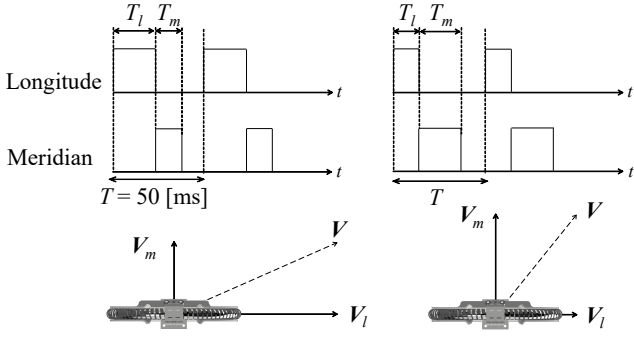 T_l T_m T_l T_m
Longitude t t
Meridian t t
T = 50 [ms] T
V_m V V_m V
V_l V_l